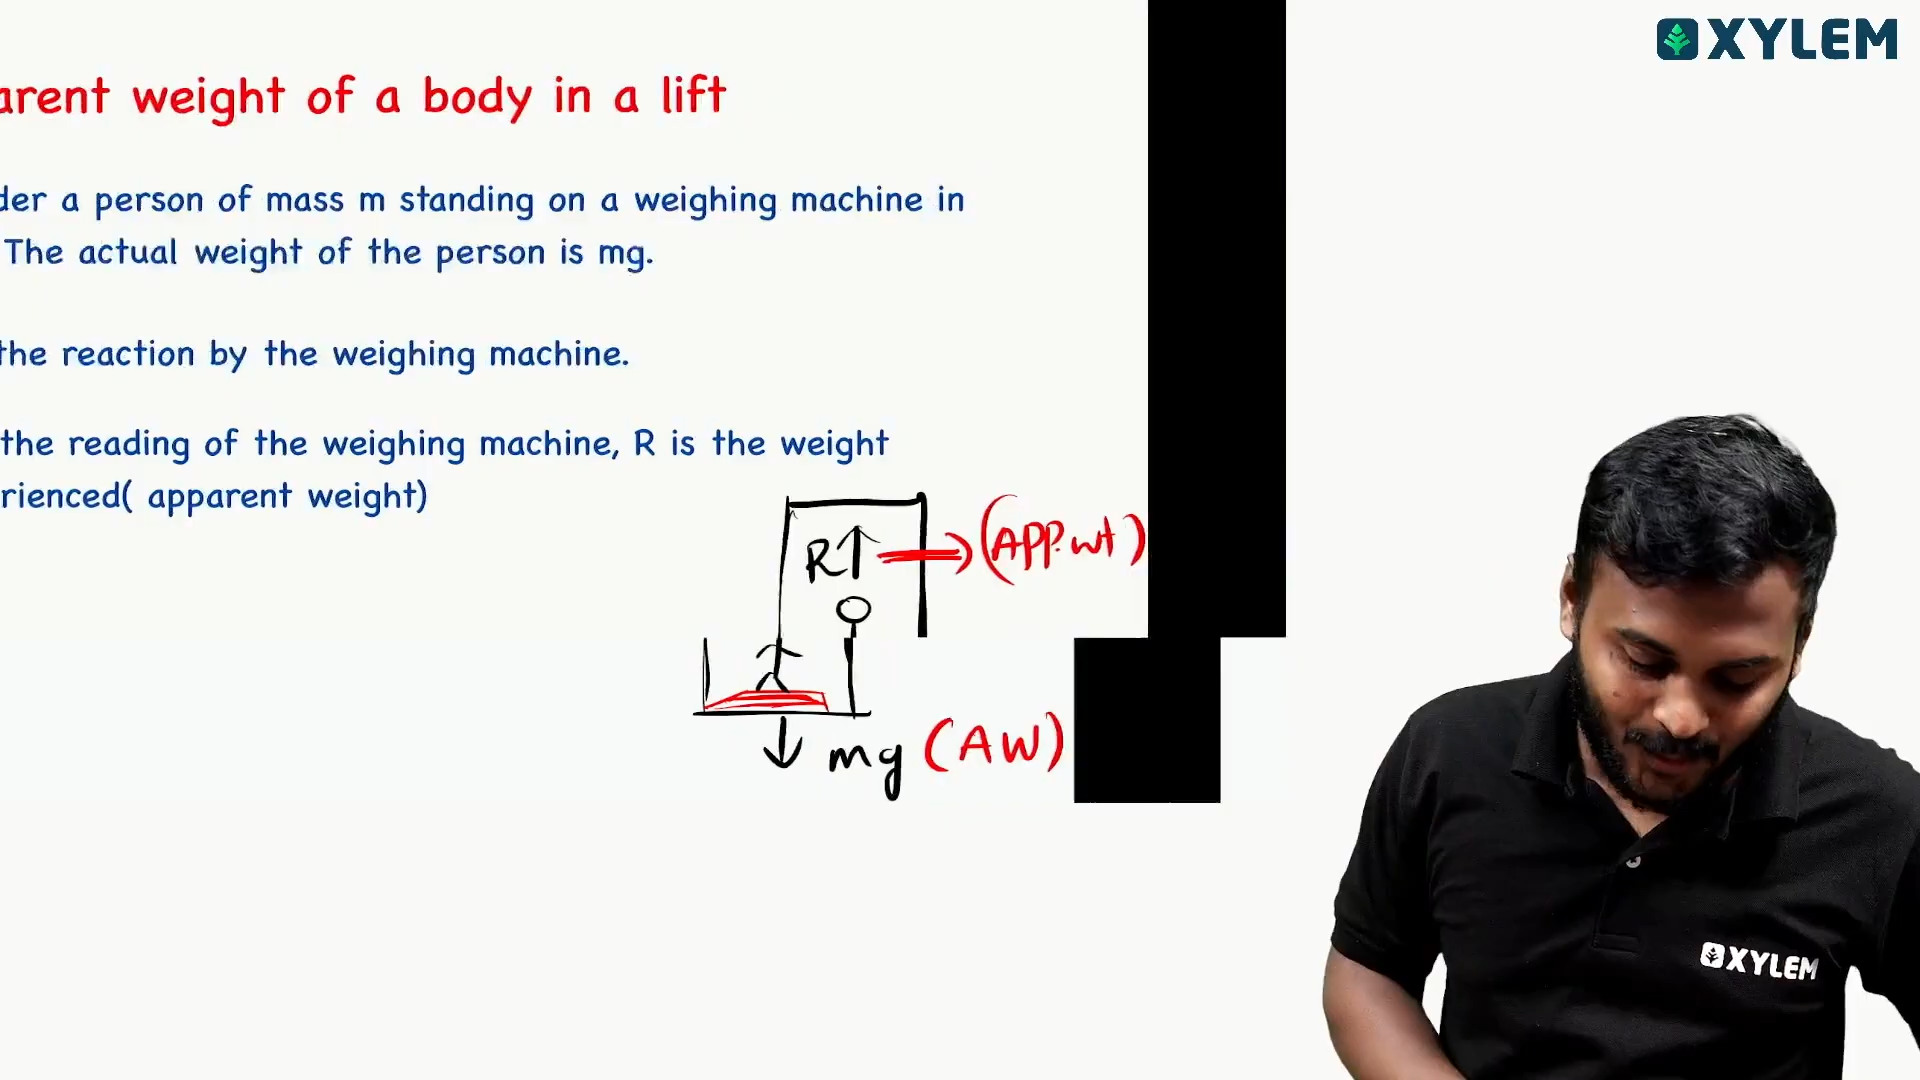 XYLEM
arent weight of a body in a lift
der a person of mass m standing on a weighing machine in
The actual weight of the person is mg.
the reaction by the weighing machine.
the reading of the weighing machine, R is the weight
rienced( apparent weight)
R (APP.wt)
mg (AW)
XYLEM